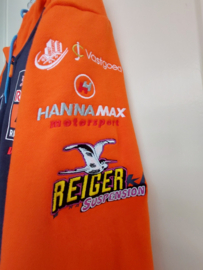 Vastgoed
HANNAMAX
motorsport
REIGER
SUSPENSION